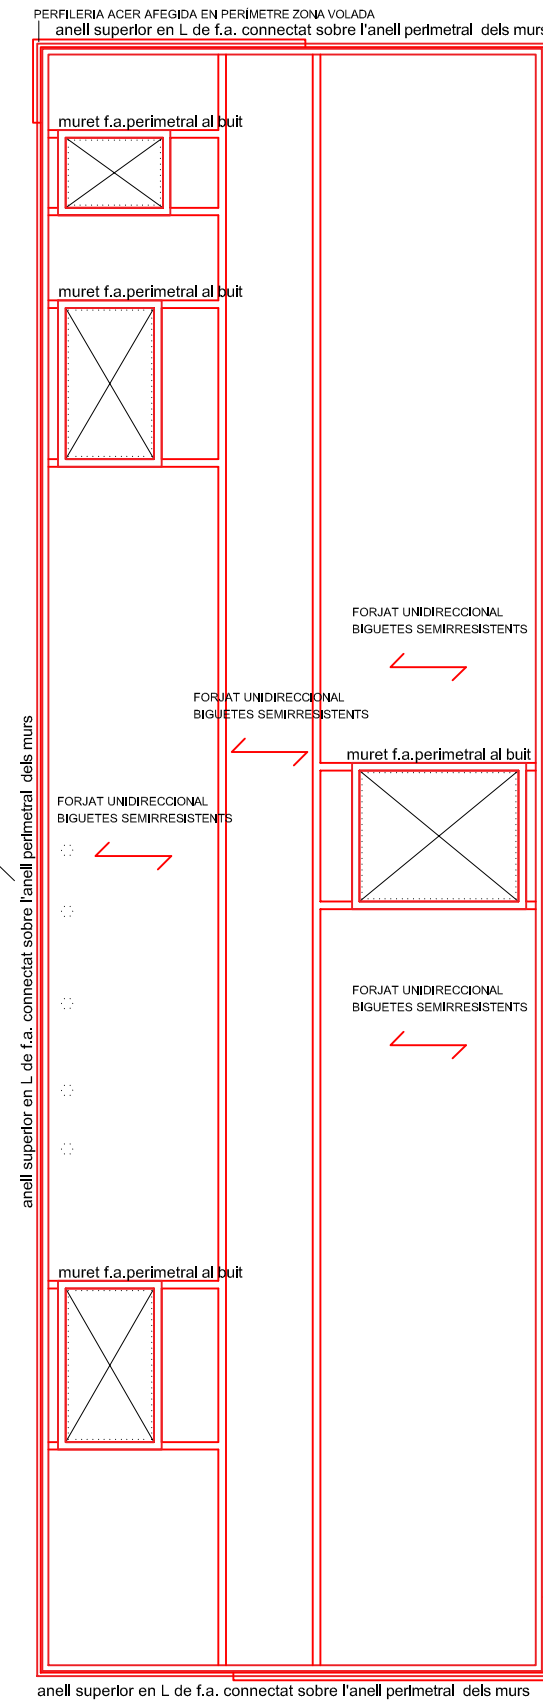 PERFILERIA ACER AFEGIDA EN PERÍMETRE ZONA VOLADA
anell superior en L de f.a. connectat sobre l'anell perimetral dels murs
muret f.a.perimetral al buit
muret f.a.perimetral al buit
FORJAT UNIDIRECCIONAL
BIGUETES SEMIRRESISTENTS
FORJAT UNIDIRECCIONAL
BIGUETES SEMIRRESISTENTS
muret f.a.perimetral al buit
FORJAT UNIDIRECCIONAL
BIGUETES SEMIRRESISTENTS
anell superior en L de f.a. connectat sobre l'anell perimetral dels murs
FORJAT UNIDIRECCIONAL
BIGUETES SEMIRRESISTENTS
muret f.a.perimetral al buit
anell superior en L de f.a. connectat sobre l'anell perimetral dels murs